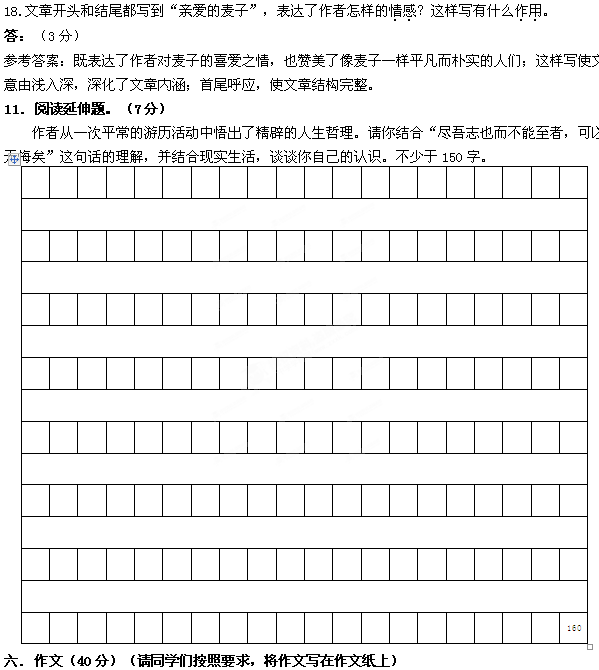 18.文章开头和结尾都写到“亲爱的麦子”，表达了作者怎样的情感？这样写有什么作用。
答：（3分）
参考答案：既表达了作者对麦子的喜爱之情，也赞美了像麦子一样平凡而朴实的人们；这样写使文
意由浅入深，深化了文章内涵；首尾呼应，使文章结构完整。
11. 阅读延伸题。（7分）
作者从一次平常的游历活动中悟出了精辟的人生哲理。请你结合“尽吾志也而不能至者，可以
无悔矣”这句话的理解，并结合现实生活，谈谈你自己的认识。不少于150字。
160
六．作文（40分）（请同学们按照要求，将作文写在作文纸上）